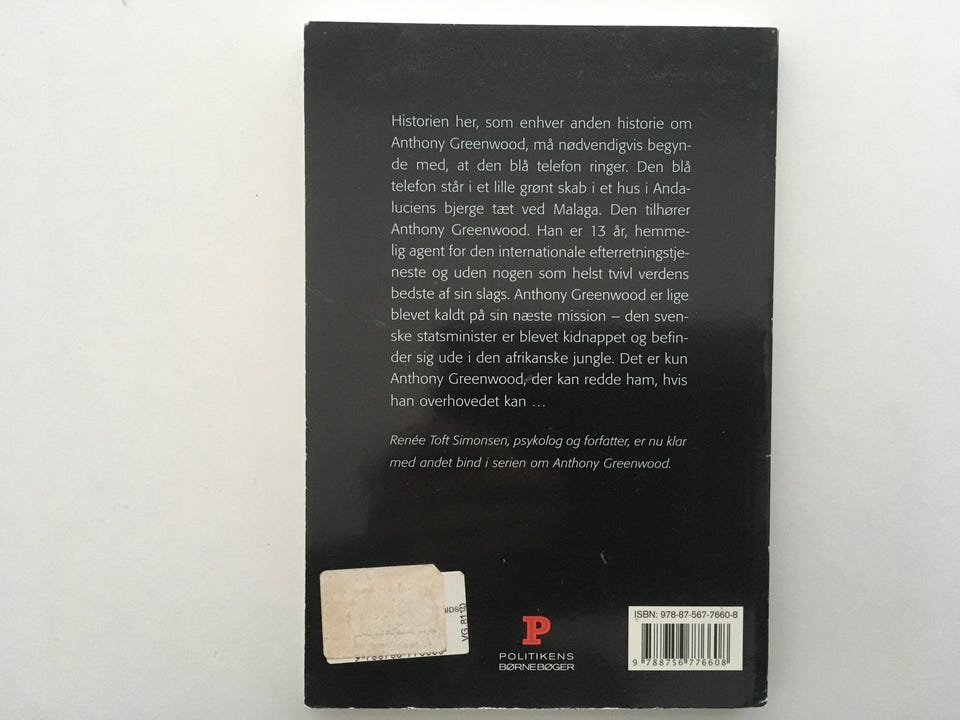 Historien her, som enhver anden historie om
Anthony Greenwood, må nødvendigvis begyn-
de med, at den blå telefon ringer. Den blå
telefon står i et lille grønt skab i et hus i Anda-
luciens bjerge tæt ved Malaga. Den tilhører
Anthony Greenwood. Han er 13 år, hemme-
lig agent for den internationale efterretningstje-
neste og uden nogen som helst tvivl verdens
bedste af sin slags. Anthony Greenwood er lige
blevet kaldt på sin næste mission – den sven-
ske statsminister er blevet kidnappet og befin-
der sig ude i den afrikanske jungle. Det er kun
Anthony Greenwood, der kan redde ham, hvis
han overhovedet kan ...
Renée Toft Simonsen, psykolog og forfatter, er nu klar
med andet bind i serien om Anthony Greenwood.
P
POLITIKENS
BØRNEBØGER
ISBN: 978-87-567-7660-8
9 788756 776608